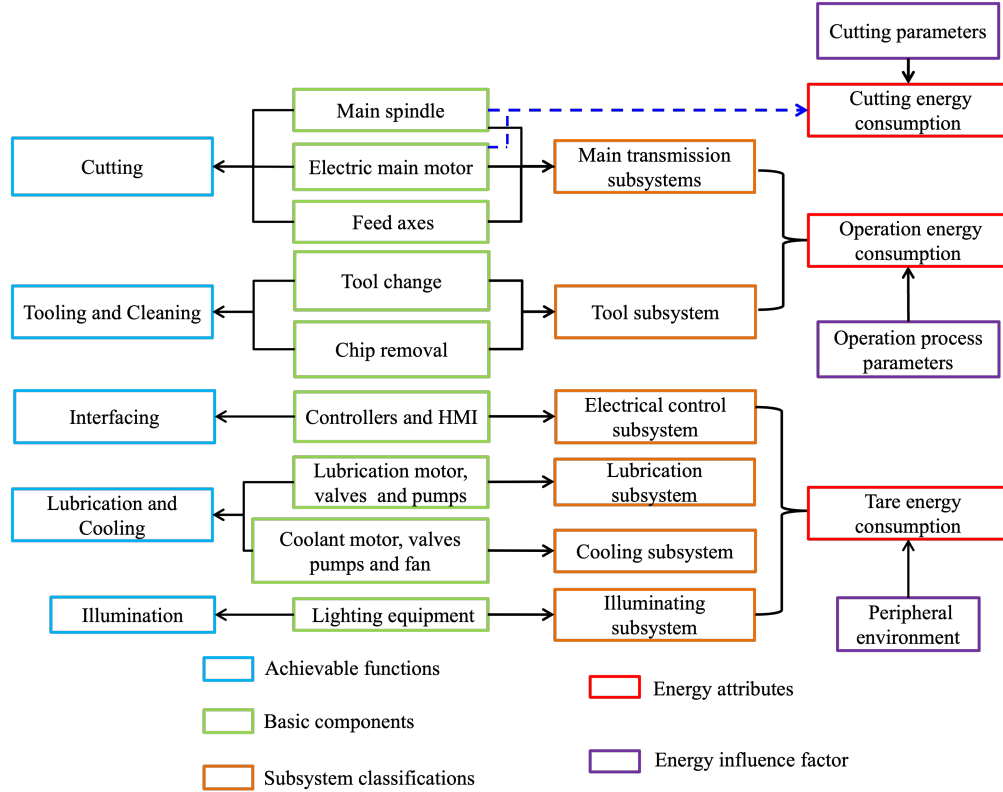 Cutting parameters
Main spindle
Cutting energy
consumption
Cutting
Electric main motor
Main transmission
subsystems
Feed axes
Operation energy
consumption
Tool change
Tooling and Cleaning
Tool subsystem
Chip removal
Operation process
parameters
Interfacing
Controllers and HMI
Electrical control
subsystem
Lubrication motor,
valves and pumps
Lubrication
subsystem
Lubrication and
Cooling
Tare energy
consumption
Coolant motor, valves
pumps and fan
Cooling subsystem
Illumination
Lighting equipment
Illuminating
subsystem
Peripheral
environment
Achievable functions
Energy attributes
Basic components
Energy influence factor
Subsystem classifications